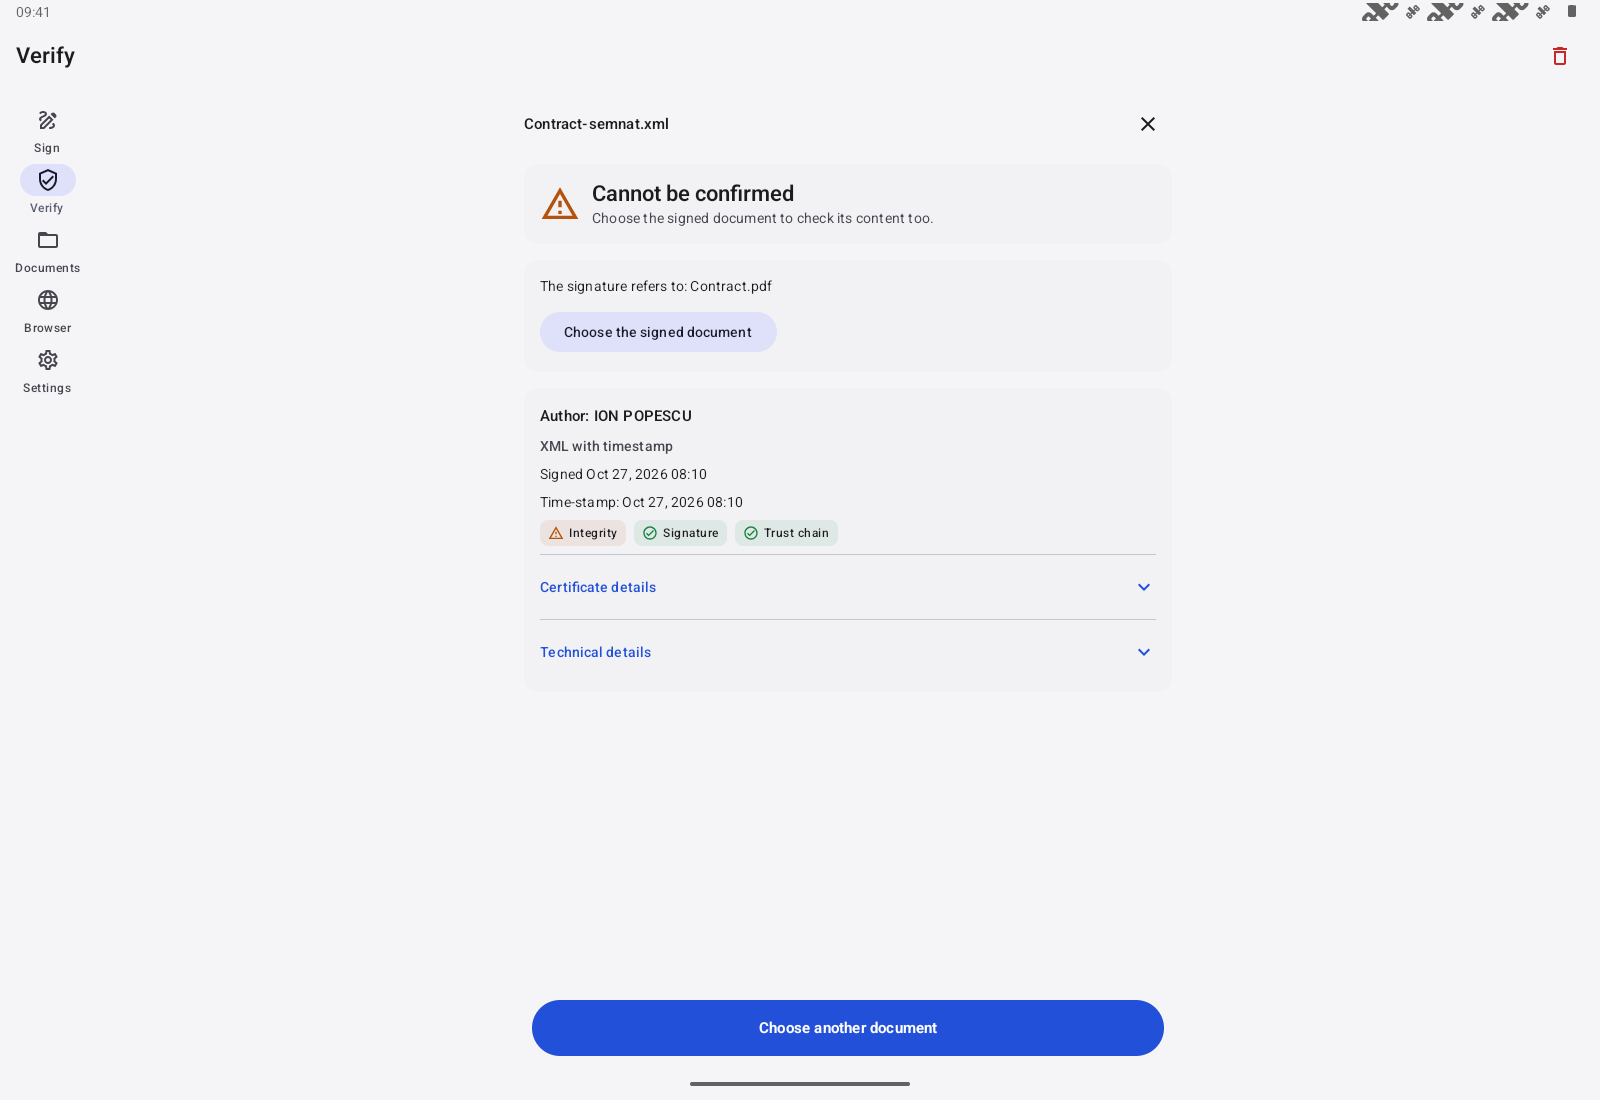 09:41
Verify
Sign
Verify
Documents
Browser
Settings
Contract-semnat.xml
Cannot be confirmed
Choose the signed document to check its content too.
The signature refers to: Contract.pdf
Choose the signed document
Author: ION POPESCU
XML with timestamp
Signed Oct 27, 2026 08:10
Time-stamp: Oct 27, 2026 08:10
Integrity
Signature
Trust chain
Certificate details
Technical details
Choose another document